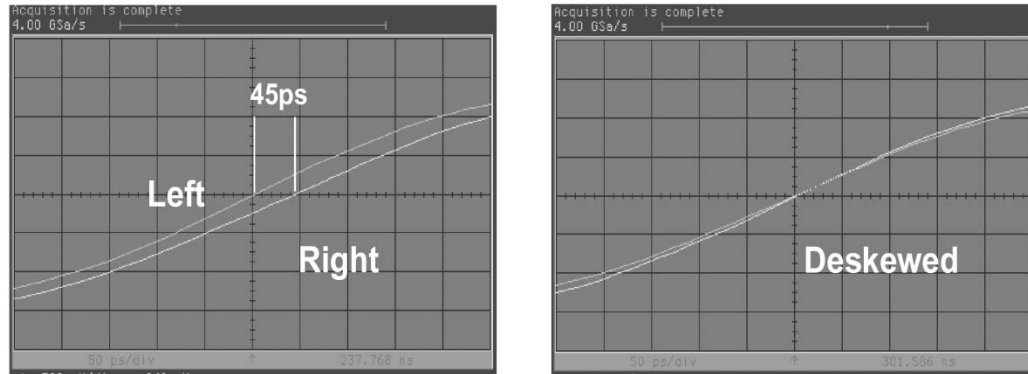 Acquisition is complete
4.00 GSa/s
45ps
Left
Right
50 ps/div ↑ 237.768 ns
Acquisition is complete
4.00 GSa/s
Deskewed
50 ps/div ↑ 301.586 ns